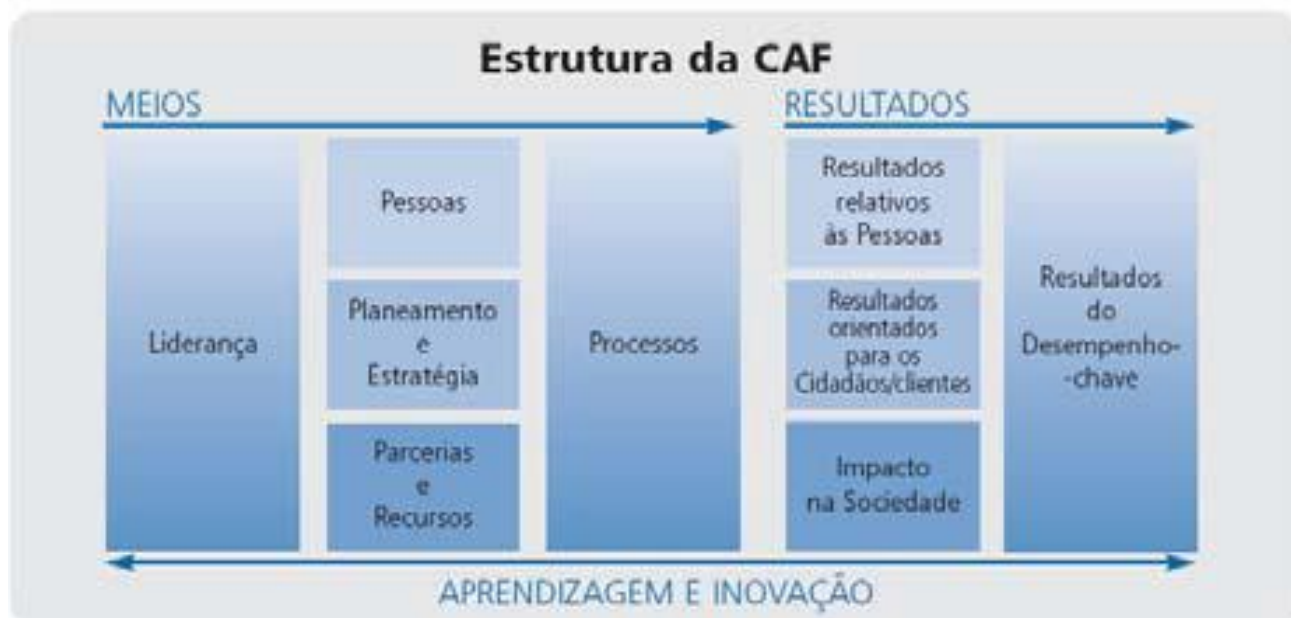 Estrutura da CAF
MEIOS
RESULTADOS
Liderança
Pessoas
Planeamento
e
Estratégia
Parcerias
e
Recursos
Processos
Resultados
relativos
às Pessoas
Resultados
orientados
para os
Cidadãos/clientes
Impacto
na Sociedade
Resultados
do
Desempenho-
-chave
APRENDIZAGEM E INOVAÇÃO